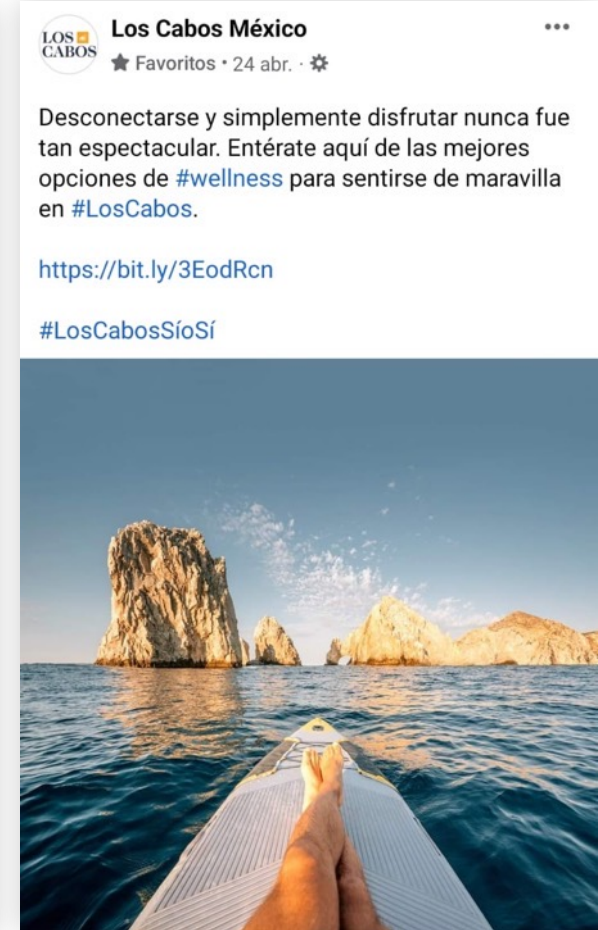 LOS
CABOS
Los Cabos México
Favoritos • 24 abr. ·
Desconectarse y simplemente disfrutar nunca fue
tan espectacular. Entérate aquí de las mejores
opciones de #wellness para sentirse de maravilla
en #LosCabos.
https://bit.ly/3EodRcn
#LosCabosSíoSí